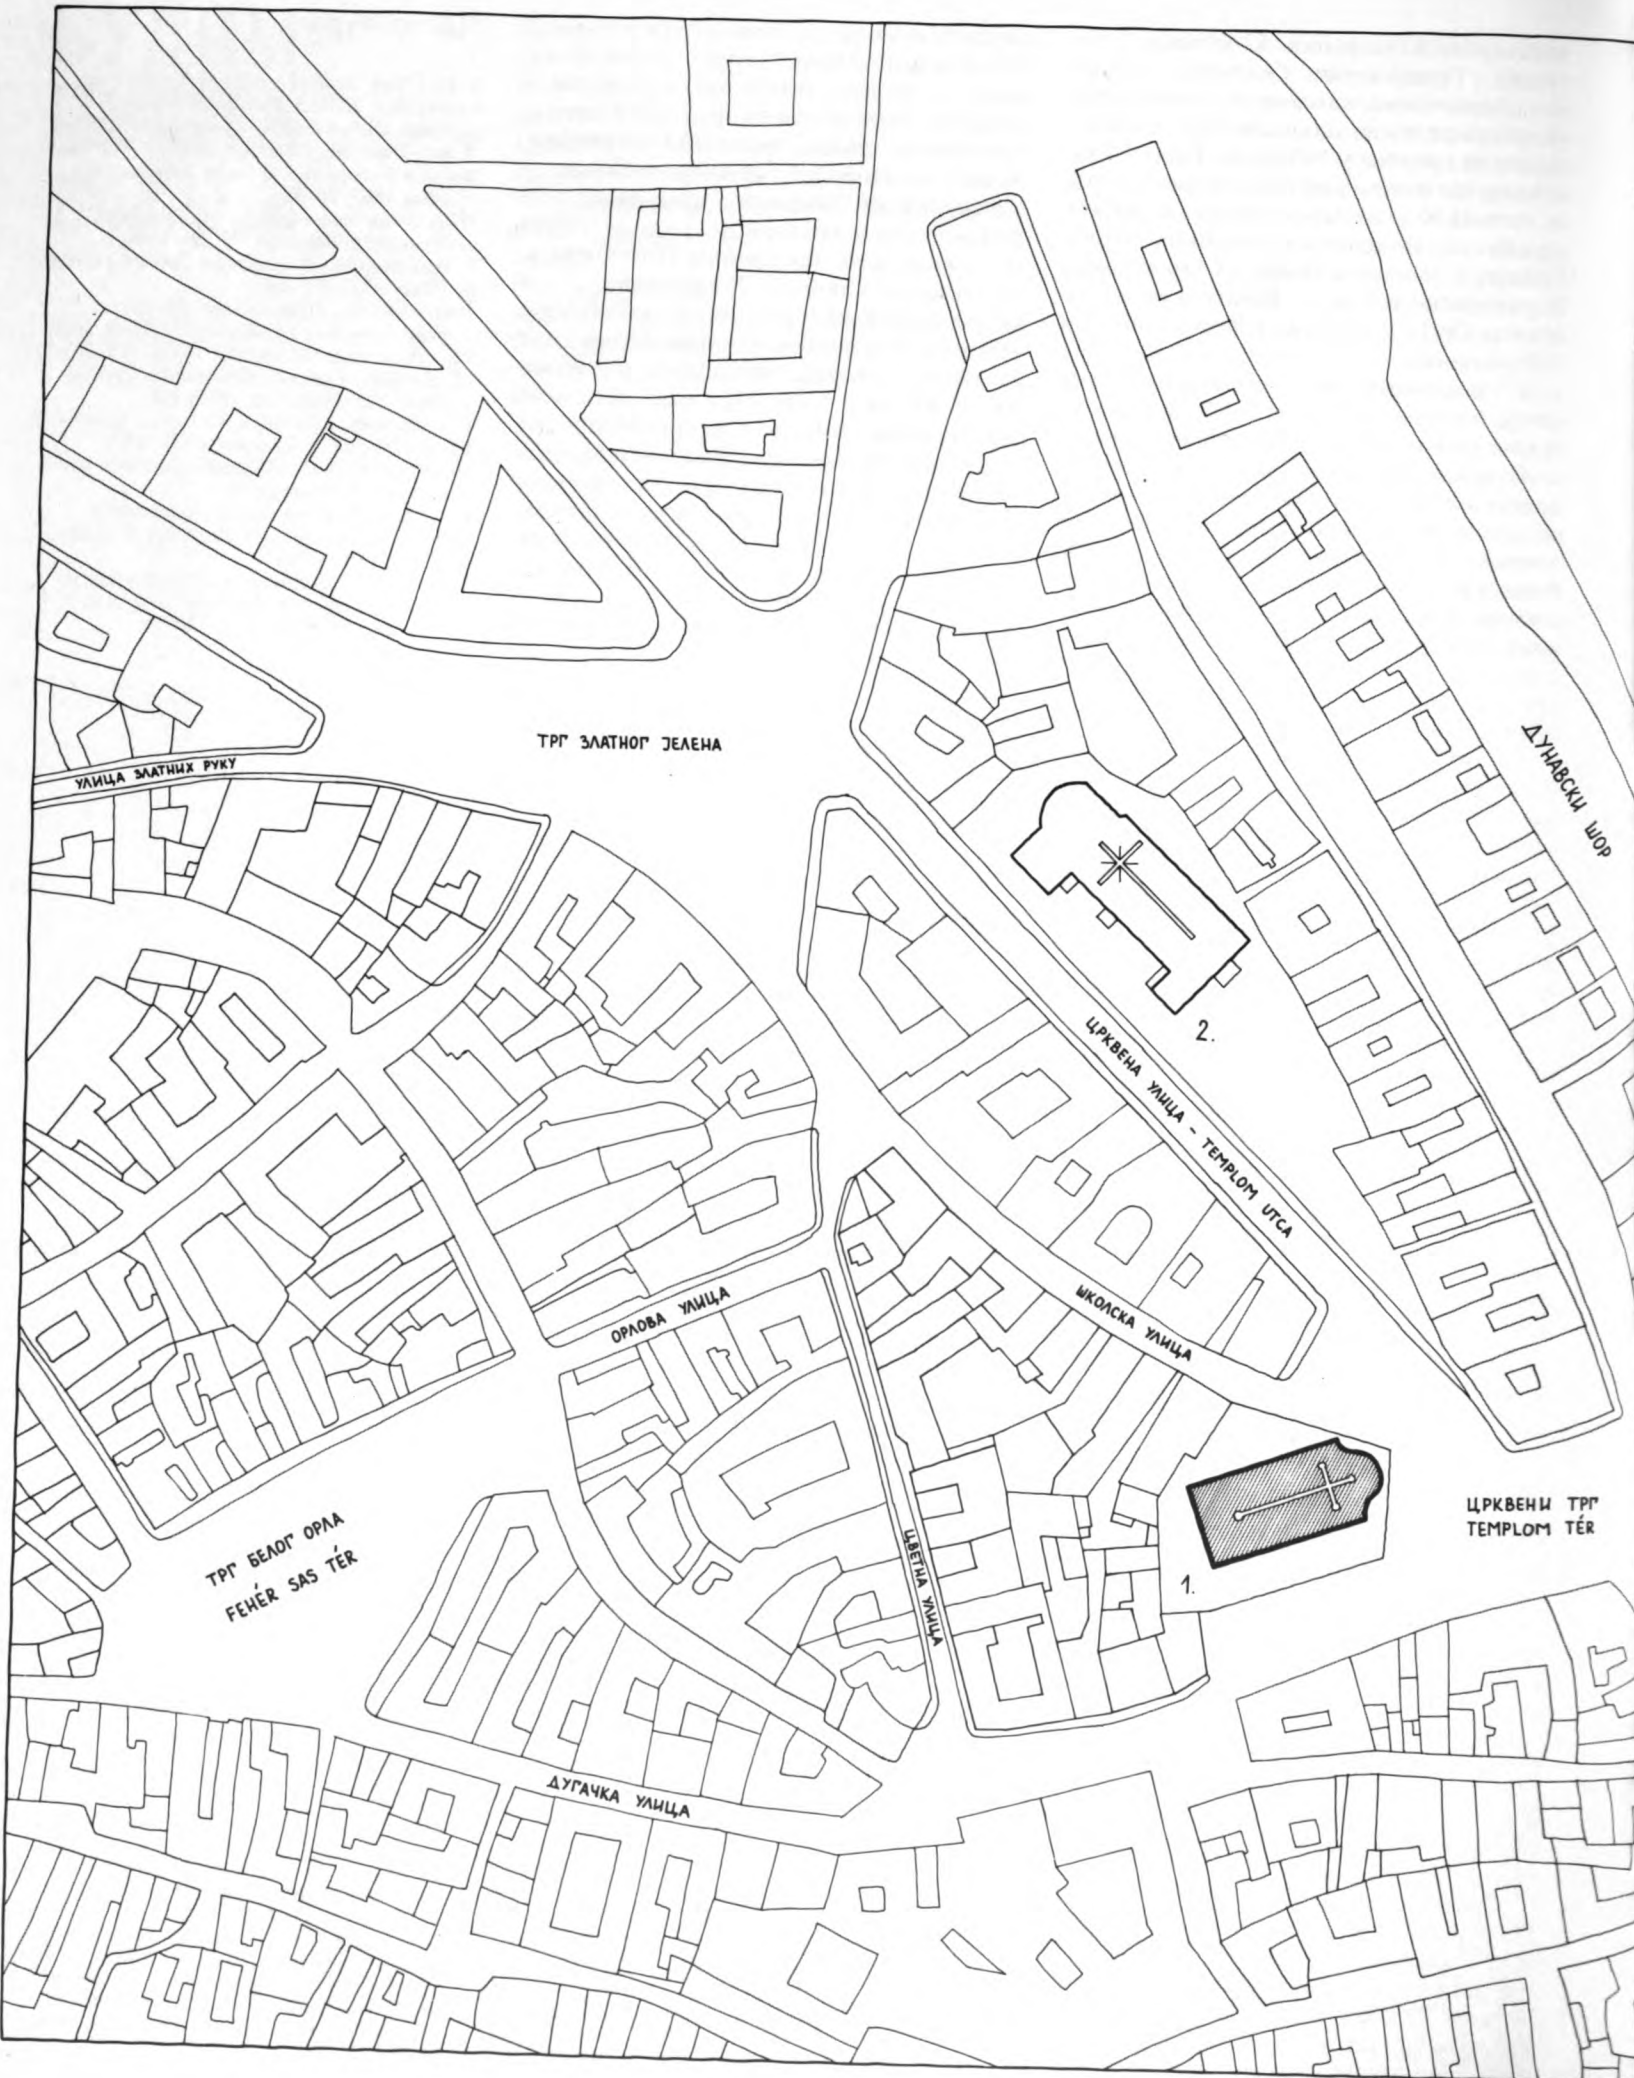 ТРГ ЗЛАТНОГ ЈЕЛЕНА
УЛИЦА ЗЛАТНИХ РУКУ
ДУНАВСКИ ШОР
2.
ЦРКВЕНА УЛИЦА - TEMPLOM UTCA
ОРЛОВА УЛИЦА
ШКОЛСКА УЛИЦА
ЦРКВЕНИ ТРГ
TEMPLOM TÉR
ТРГ БЕЛОГ ОРЛА
FEHÉR SAS TÉR
ЦВЕТНА УЛИЦА
1.
ДУГАЧКА УЛИЦА